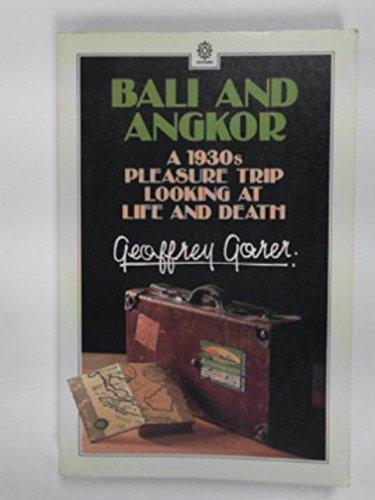 BALI AND
ANGKOR
A 1930s
PLEASURE TRIP
LOOKING AT
LIFE AND DEATH
Geoffrey Gorer.